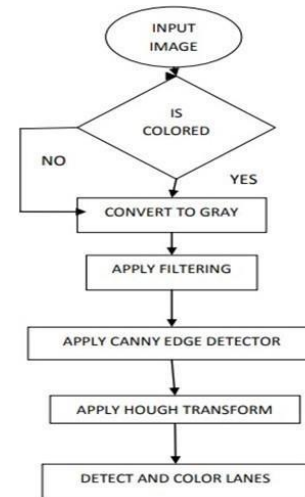 INPUT
IMAGE
IS
COLORED
NO
YES
CONVERT TO GRAY
APPLY FILTERING
APPLY CANNY EDGE DETECTOR
APPLY HOUGH TRANSFORM
DETECT AND COLOR LANES